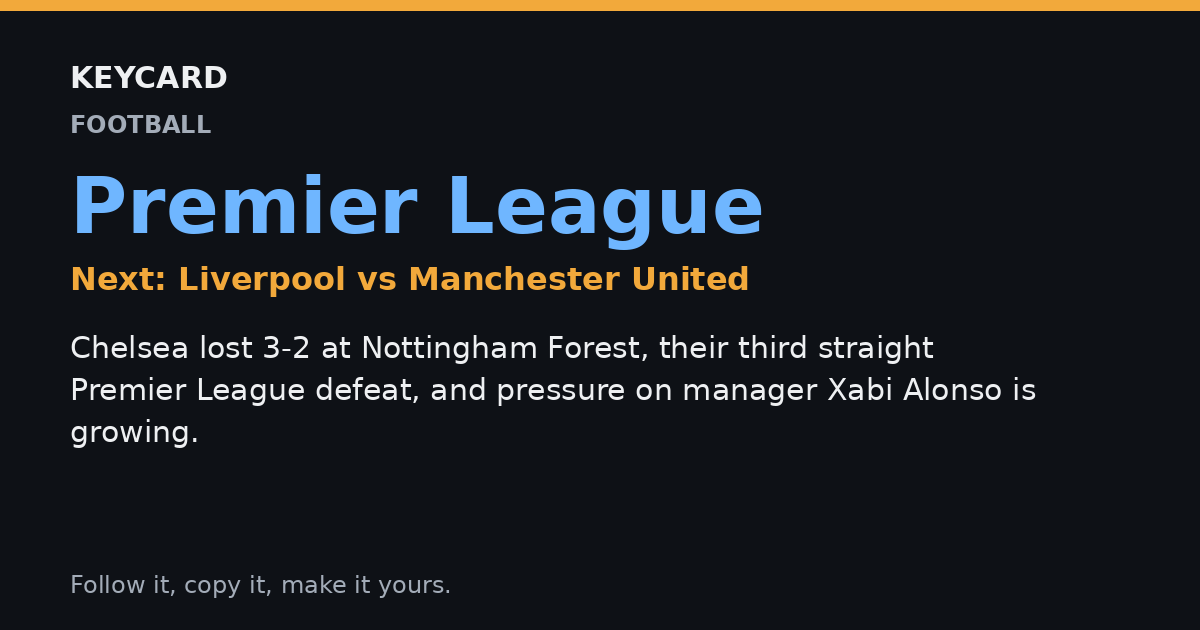 KEYCARD
FOOTBALL
Premier League
Next: Liverpool vs Manchester United
Chelsea lost 3-2 at Nottingham Forest, their third straight
Premier League defeat, and pressure on manager Xabi Alonso is
growing.
Follow it, copy it, make it yours.